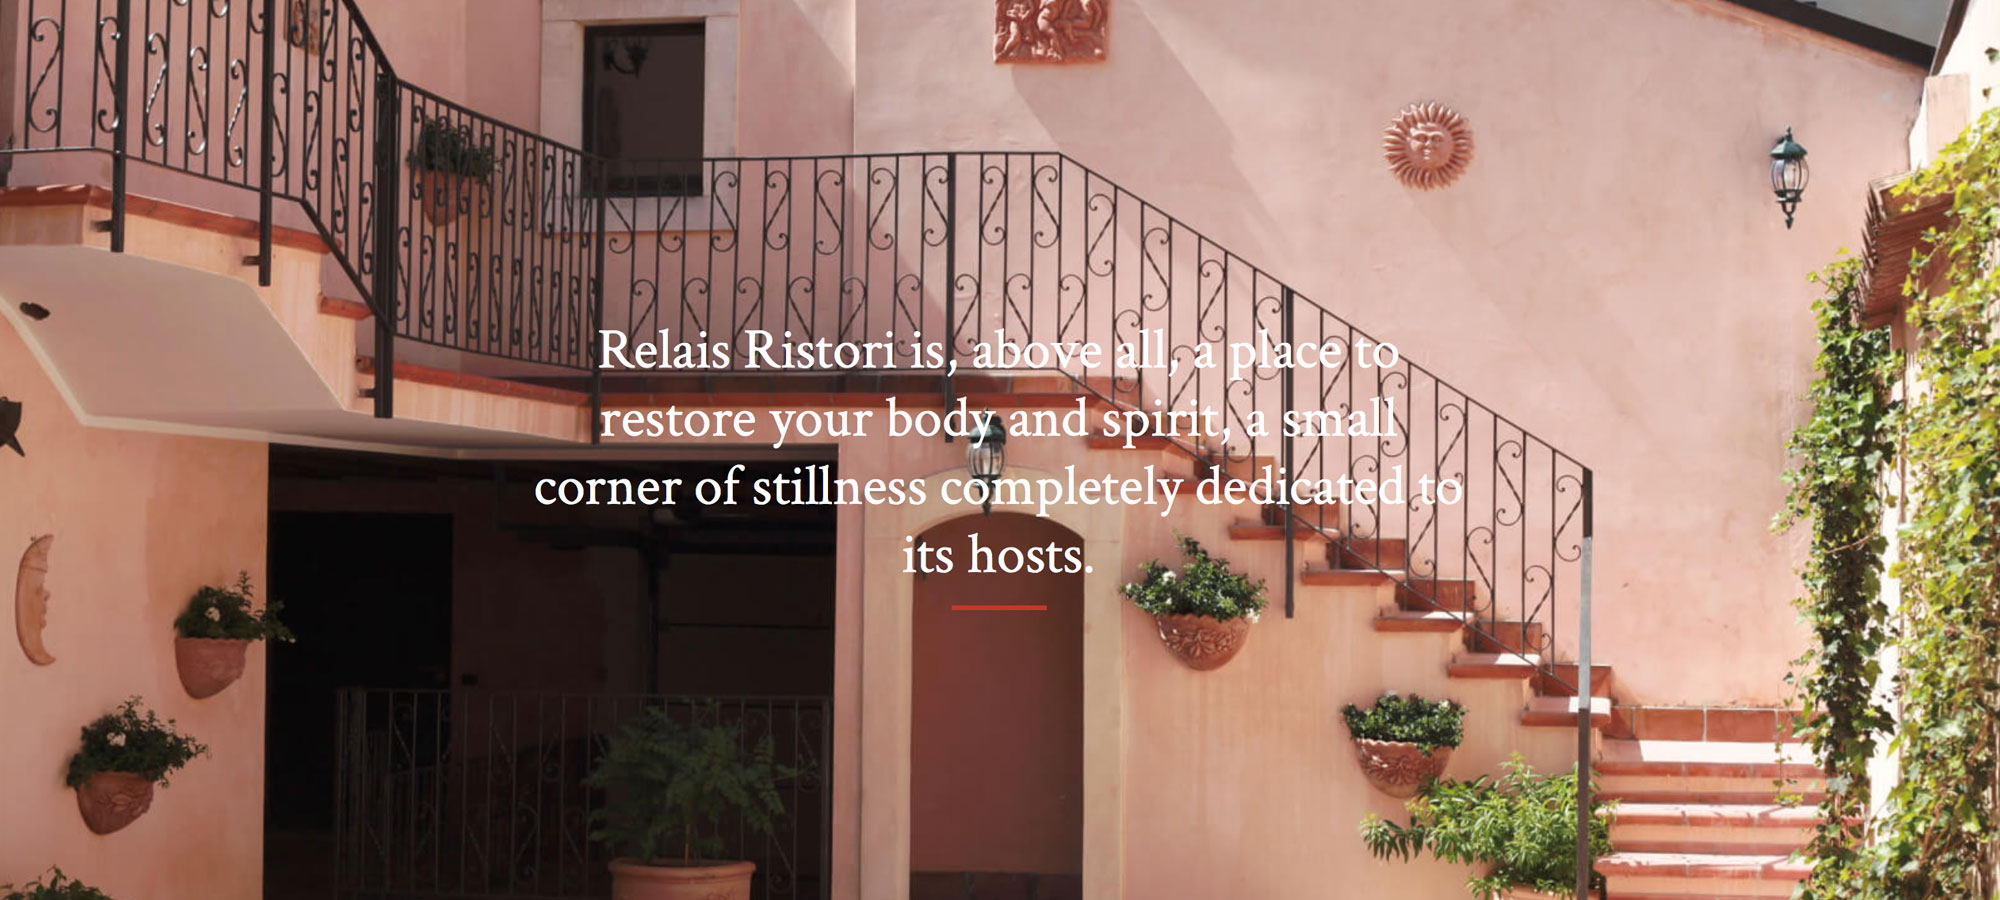 Relais Ristori is, above all, a place to
restore your body and spirit, a small
corner of stillness completely dedicated to
its hosts.